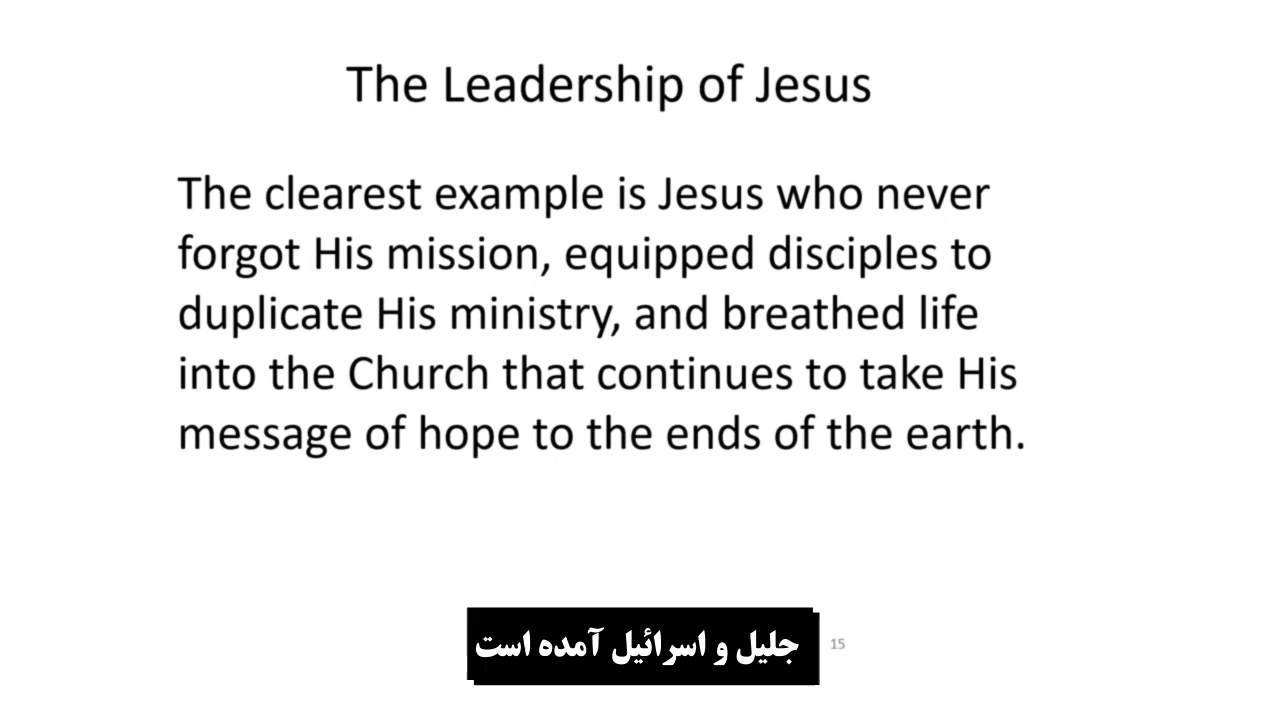 The Leadership of Jesus
The clearest example is Jesus who never
forgot His mission, equipped disciples to
duplicate His ministry, and breathed life
into the Church that continues to take His
message of hope to the ends of the earth.
جلیل و اسرائیل آمده است
15